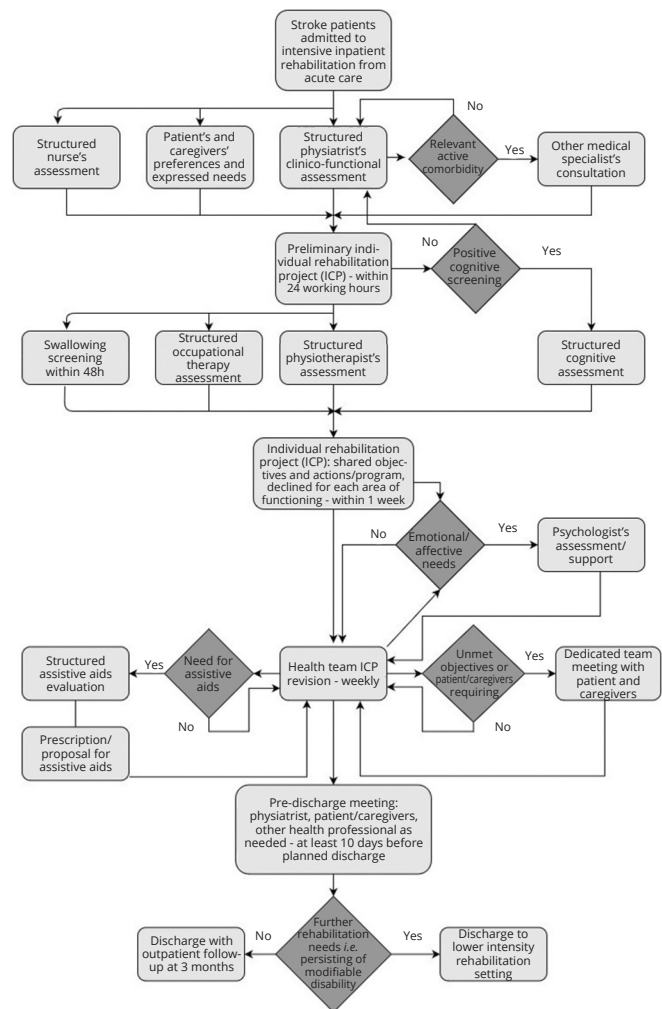 Stroke patients
admitted to
intensive inpatient
rehabilitation from
acute care
No
Structured
nurse's
assessment
Patient's and
caregivers'
preferences and
expressed needs
Structured
physiatrist's
clinico-functional
assessment
Relevant
active
comorbidity
Yes
Other medical
specialist's
consultation
Preliminary indi-
vidual rehabilitation
project (ICP) - within
24 working hours
No
Positive
cognitive
screening
Yes
Swallowing
screening
within 48h
Structured
occupational
therapy
assessment
Structured
physiotherapist's
assessment
Structured
cognitive
assessment
Individual rehabilitation
project (ICP): shared objec-
tives and actions/program,
declined for each area of
functioning - within 1 week
No
Emotional/
affective
needs
Yes
Psychologist's
assessment/
support
Structured
assistive aids
evaluation
Yes
Need for
assistive
aids
No
Health team ICP
revision - weekly
Unmet
objectives or
patient/caregivers
requiring
Yes
No
Dedicated team
meeting with
patient and
caregivers
Prescription/
proposal for
assistive aids
Pre-discharge meeting:
physiatrist, patient/caregivers,
other health professional as
needed - at least 10 days before
planned discharge
Discharge with
outpatient follow-
up at 3 months
No
Further
rehabilitation
needs i.e.
persisting of
modifiable
disability
Yes
Discharge to
lower intensity
rehabilitation
setting